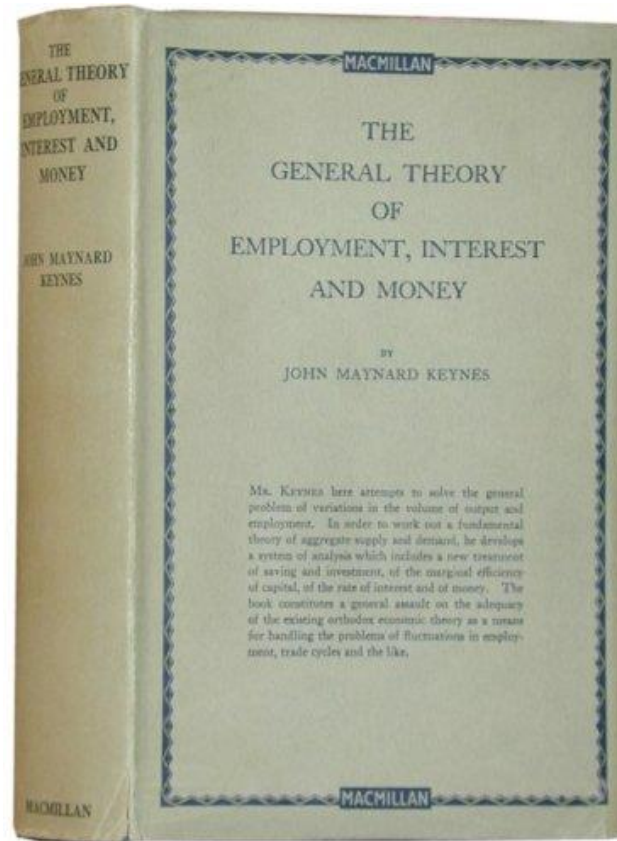 THE
GENERAL THEORY
OF
EMPLOYMENT,
INTEREST AND
MONEY
JOHN MAYNARD
KEYNES
MACMILLAN
MACMILLAN
THE
GENERAL THEORY
OF
EMPLOYMENT, INTEREST
AND MONEY
BY
JOHN MAYNARD KEYNES
MR. KEYNES here attempts to solve the general
problem of variations in the volume of output and
employment. In order to work out a fundamental
theory of aggregate supply and demand, he develops
a system of analysis which includes a new treatment
of saving and investment, of the marginal efficiency
of capital, of the rate of interest and of money. The
book constitutes a general assault on the adequacy
of the existing orthodox economic theory as a means
for handling the problems of fluctuations in employ-
ment, trade cycles and the like.
MACMILLAN